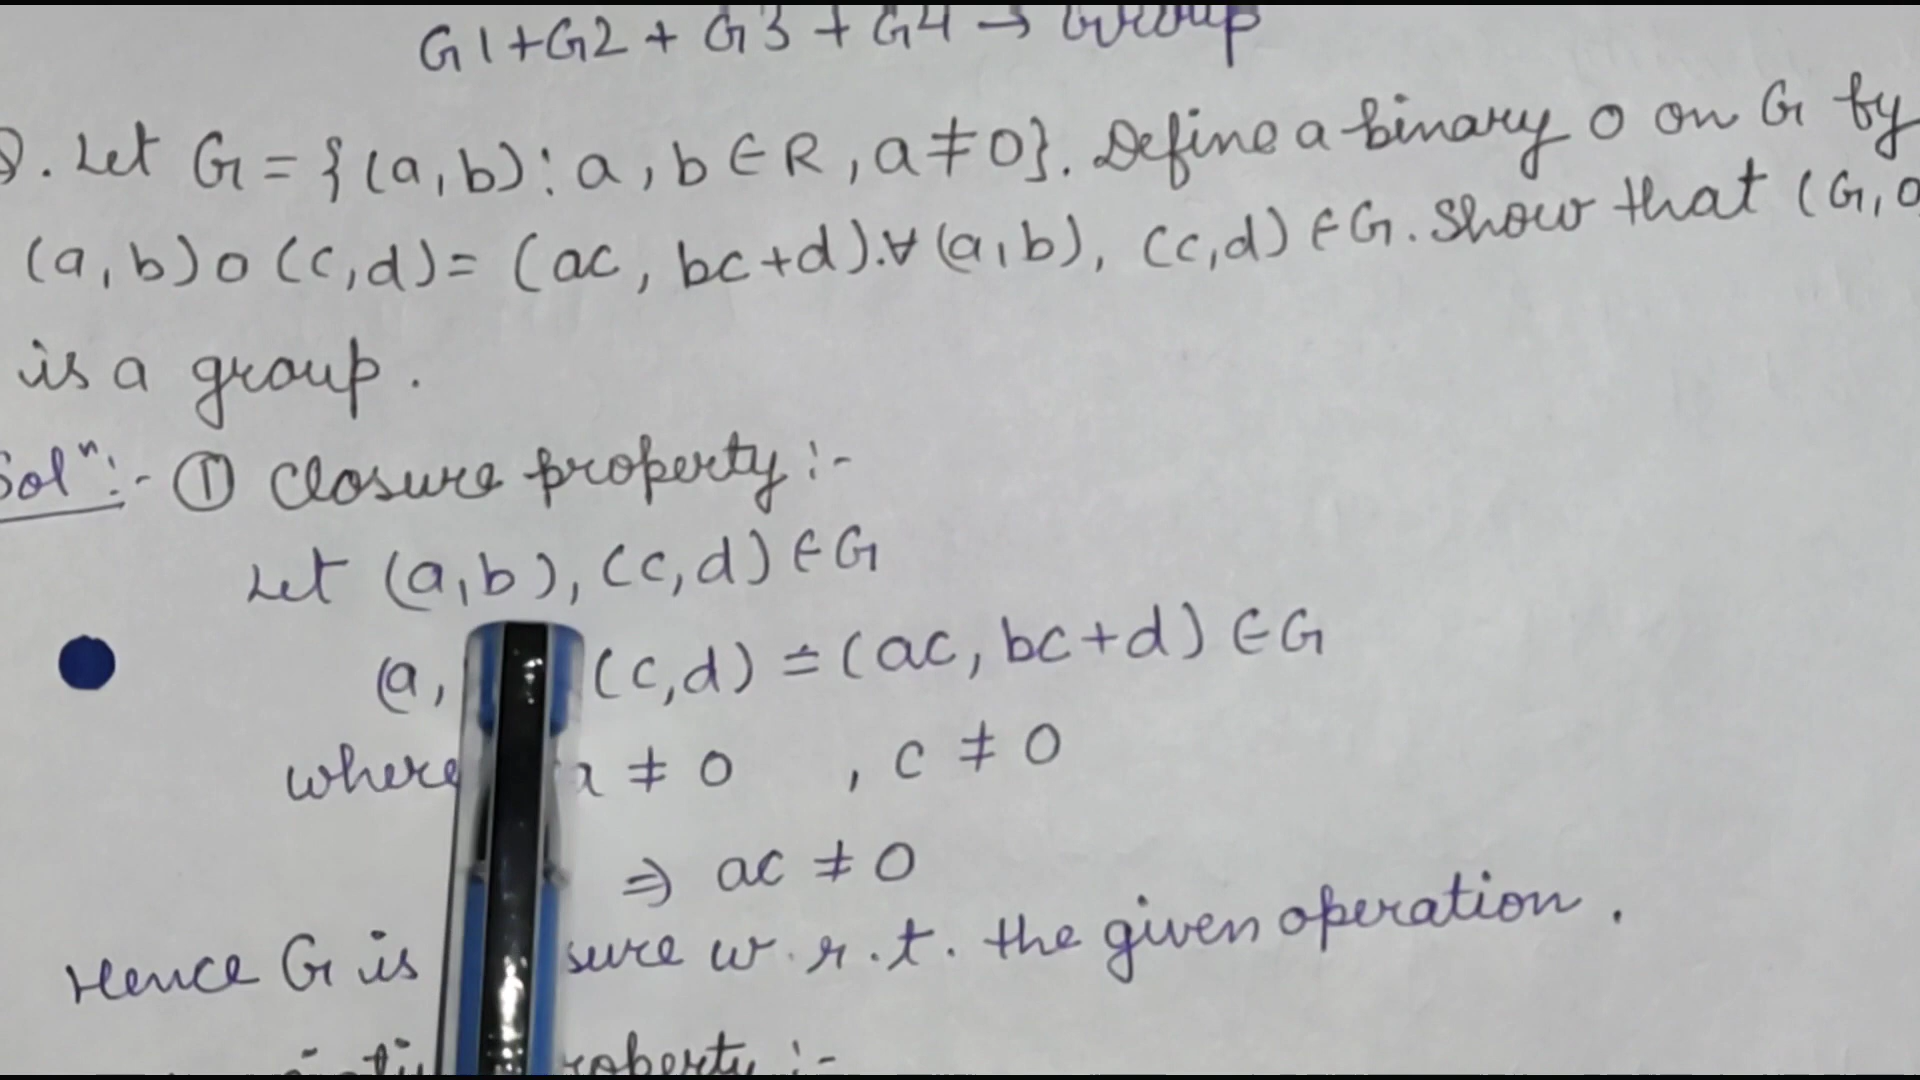 G1+G2+G3+G4→Group
Q. Let G={(a,b):a,b∈R,a≠0}. Define a binary o on G by
(a,b)o(c,d)=(ac,bc+d).∀(a,b),(c,d)∈G. Show that (G,o
is a group.
Solⁿ:- ① closure property:-
Let (a,b),(c,d)∈G
(a, (c,d)=(ac,bc+d)∈G
where a≠0 , c≠0
⇒ ac≠0
Hence G is sure w.r.t. the given operation.
property:-